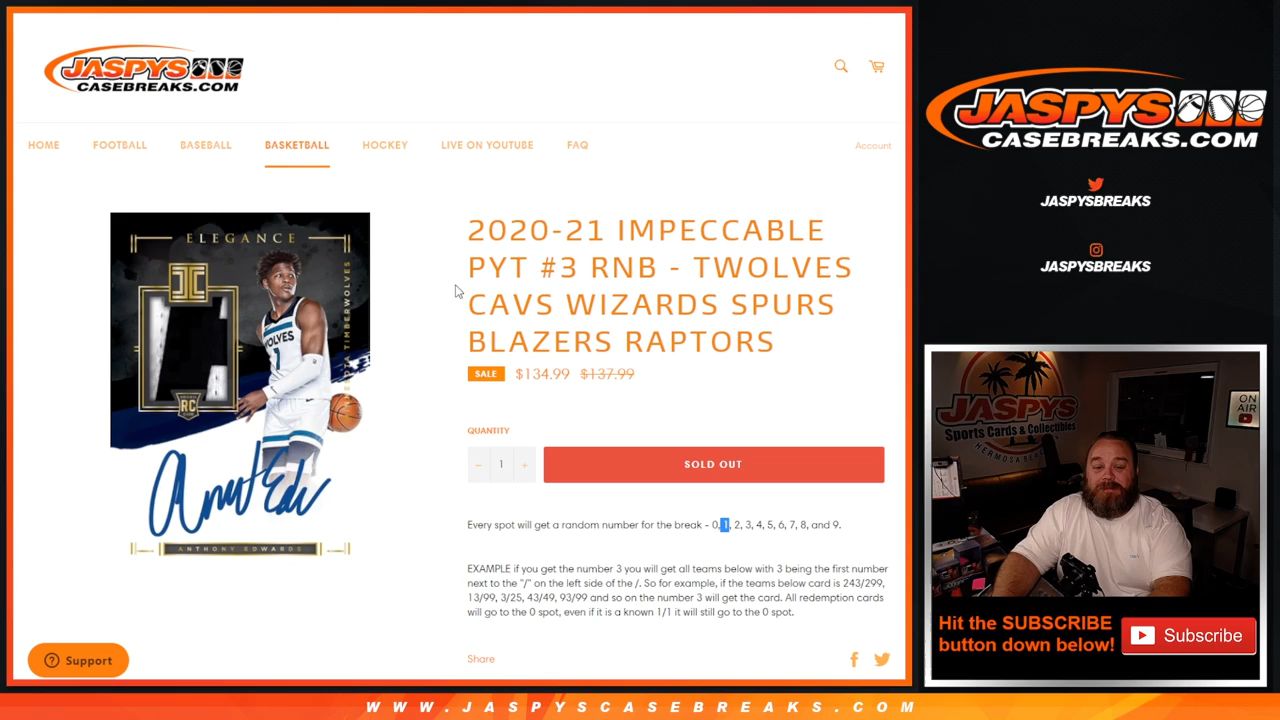 JASPYS
CASEBREAKS.COM
HOME FOOTBALL BASEBALL BASKETBALL HOCKEY LIVE ON YOUTUBE FAQ Account
ELEGANCE
MINNESOTA TIMBERWOLVES
WOLVES
1
RC
ANTHONY EDWARDS
2020-21 IMPECCABLE
PYT #3 RNB - TWOLVES
CAVS WIZARDS SPURS
BLAZERS RAPTORS
SALE $134.99 $137.99
QUANTITY
− 1 +
SOLD OUT
Every spot will get a random number for the break - 0, 1, 2, 3, 4, 5, 6, 7, 8, and 9.
EXAMPLE if you get the number 3 you will get all teams below with 3 being the first number
next to the "/" on the left side of the /. So for example, if the teams below card is 243/299,
13/99, 3/25, 43/49, 93/99 and so on the number 3 will get the card. All redemption cards
will go to the 0 spot, even if it is a known 1/1 it will still go to the 0 spot.
Share
Support
JASPYS
CASEBREAKS.COM
JASPYSBREAKS
JASPYSBREAKS
JASPYS
Sports Cards & Collectibles
HERMOSA BEACH
ON
AIR
Hit the SUBSCRIBE
button down below!
Subscribe
WWW.JASPYSCASEBREAKS.COM